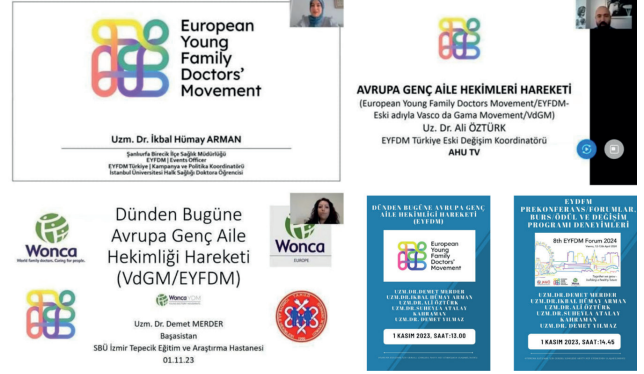 European
Young
Family
Doctors'
Movement
Uzm. Dr. İkbal Hümay ARMAN
Şanlıurfa Birecik İlçe Sağlık Müdürlüğü
EYFDM | Events Officer
EYFDM Türkiye | Kampanya ve Politika Koordinatörü
İstanbul Üniversitesi Halk Sağlığı Doktora Öğrencisi
AVRUPA GENÇ AİLE HEKİMLERİ HAREKETİ
(European Young Family Doctors Movement/EYFDM-
Eski adıyla Vasco da Gama Movement/VdGM)
Uz. Dr. Ali ÖZTÜRK
EYFDM Türkiye Eski Değişim Koordinatörü
AHU TV
Wonca
World family doctors. Caring for people.
Dünden Bugüne
Avrupa Genç Aile
Hekimliği Hareketi
(VdGM/EYFDM)
Wonca
Uzm. Dr. Demet MERDER
Başasistan
SBÜ İzmir Tepecik Eğitim ve Araştırma Hastanesi
01.11.23
Wonca
EUROPE
DÜNDEN BUGÜNE AVRUPA GENÇ
AİLE HEKİMLİĞİ HAREKETİ
(EYFDM)
European
Young
Family
Doctors'
Movement
UZM.DR.DEMET MERDER
UZM.DR.İKBAL HÜMAY ARMAN
UZM.DR.ALİ ÖZTÜRK
UZM.DR.SÜHEYLA ATALAY
KAHRAMAN
UZM.DR. DEMET YILMAZ
1 KASIM 2023, SAAT:13.00
EYDFM
PREKONFERANS/FORUMLAR,
BURS/ÖDÜL VE DEĞİŞİM
PROGRAMI DENEYİMLERİ
8th EYFDM Forum 2024
UZM.DR.DEMET MERDER
UZM.DR.İKBAL HÜMAY ARMAN
UZM.DR.ALİ ÖZTÜRK
UZM.DR.SÜHEYLA ATALAY
KAHRAMAN
UZM.DR. DEMET YILMAZ
1 KASIM 2023, SAAT:14.45